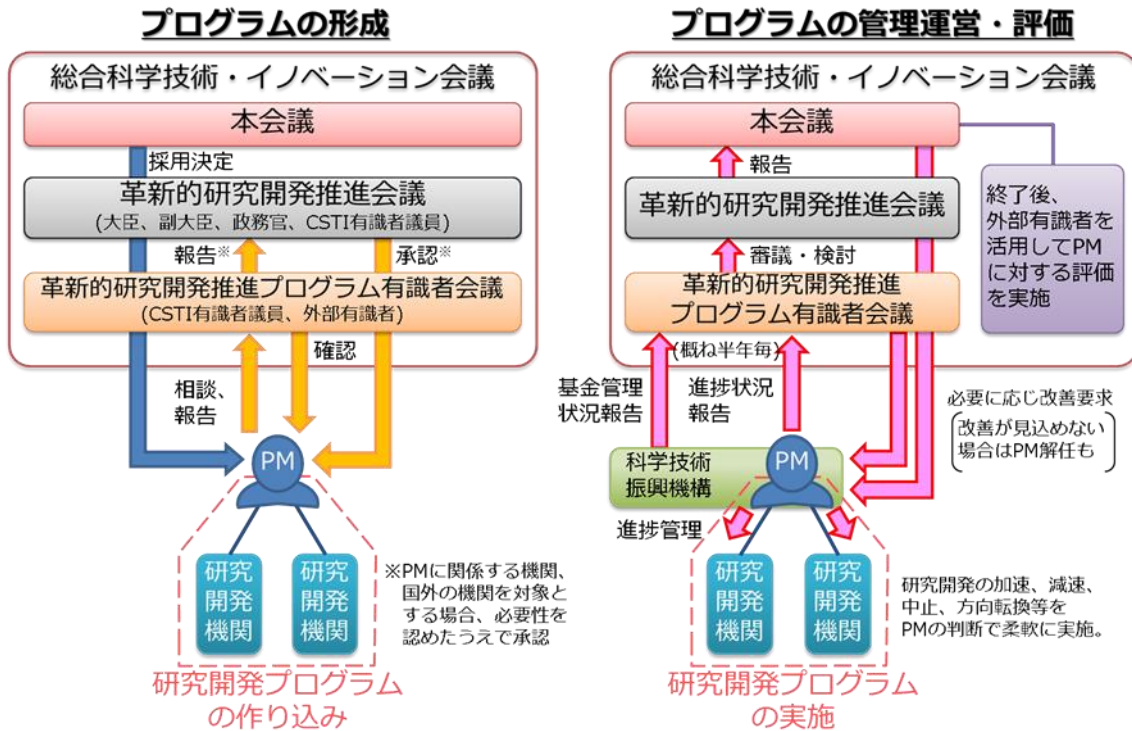 プログラムの形成
総合科学技術・イノベーション会議
本会議
採用決定
革新的研究開発推進会議
(大臣、副大臣、政務官、CSTI有識者議員)
報告※
承認※
革新的研究開発推進プログラム有識者会議
(CSTI有識者議員、外部有識者)
確認
相談、
報告
PM
研究
開発
機関
研究
開発
機関
※PMに関係する機関、
国外の機関を対象と
する場合、必要性を
認めたうえで承認
研究開発プログラム
の作り込み
プログラムの管理運営・評価
総合科学技術・イノベーション会議
本会議
報告
革新的研究開発推進会議
審議・検討
革新的研究開発推進
プログラム有識者会議
終了後、
外部有識者を
活用してPM
に対する評価
を実施
(概ね半年毎)
基金管理
状況報告
進捗状況
報告
必要に応じ改善要求
改善が見込めない
場合はPM解任も
科学技術
振興機構
PM
進捗管理
研究
開発
機関
研究
開発
機関
研究開発の加速、減速、
中止、方向転換等を
PMの判断で柔軟に実施。
研究開発プログラム
の実施